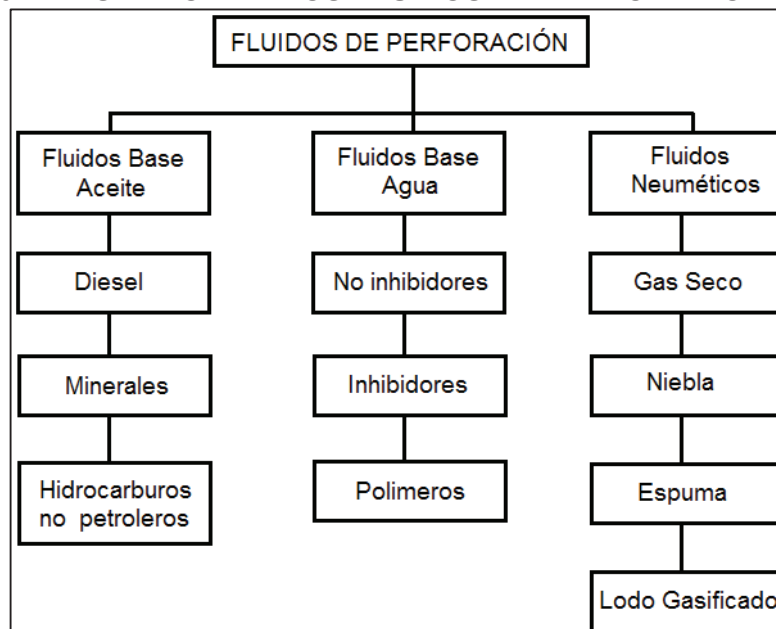 FLUIDOS DE PERFORACIÓN
Fluidos Base
Aceite
Fluidos Base
Agua
Fluidos
Neuméticos
Diesel
No inhibidores
Gas Seco
Minerales
Inhibidores
Niebla
Hidrocarburos
no petroleros
Polimeros
Espuma
Lodo Gasificado